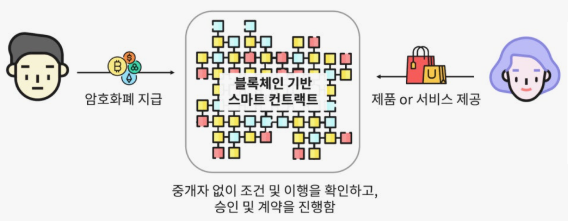 블록체인 기반
스마트 컨트랙트
암호화폐 지급
제품 or 서비스 제공
중개자 없이 조건 및 이행을 확인하고,
승인 및 계약을 진행함